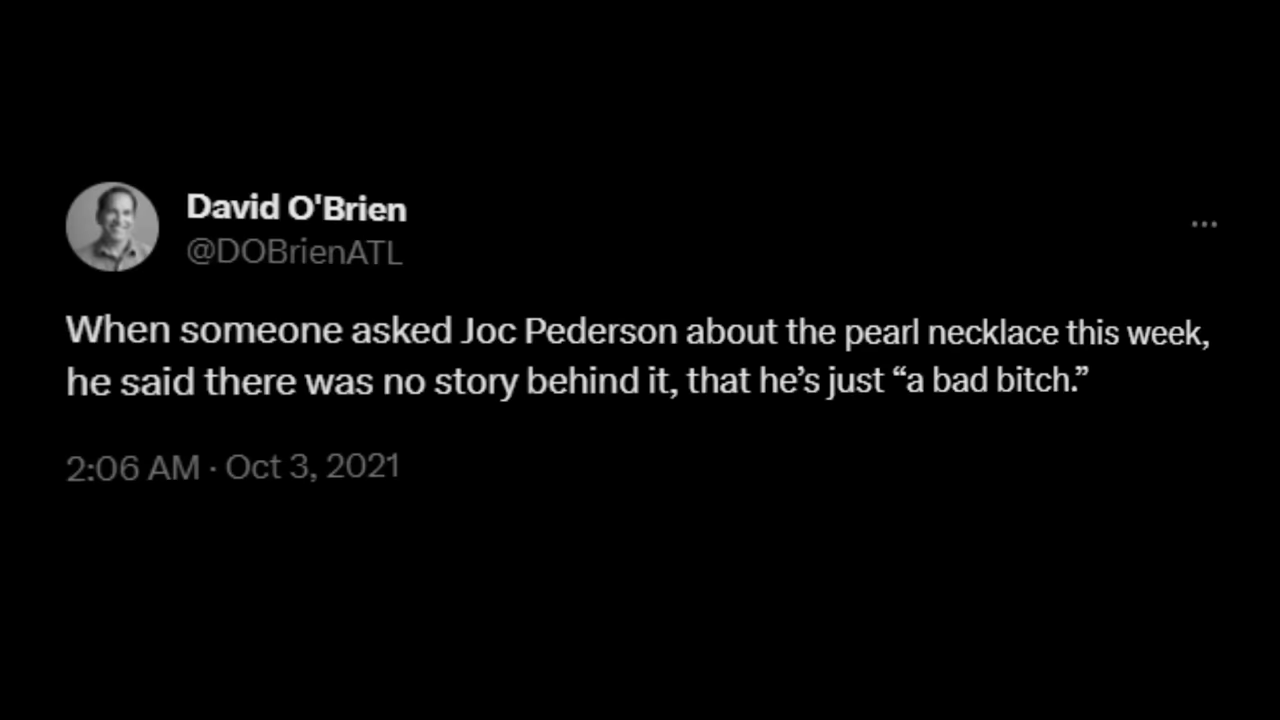 David O'Brien
@DOBrienATL
When someone asked Joc Pederson about the pearl necklace this week,
he said there was no story behind it, that he’s just “a bad bitch.”
2:06 AM · Oct 3, 2021